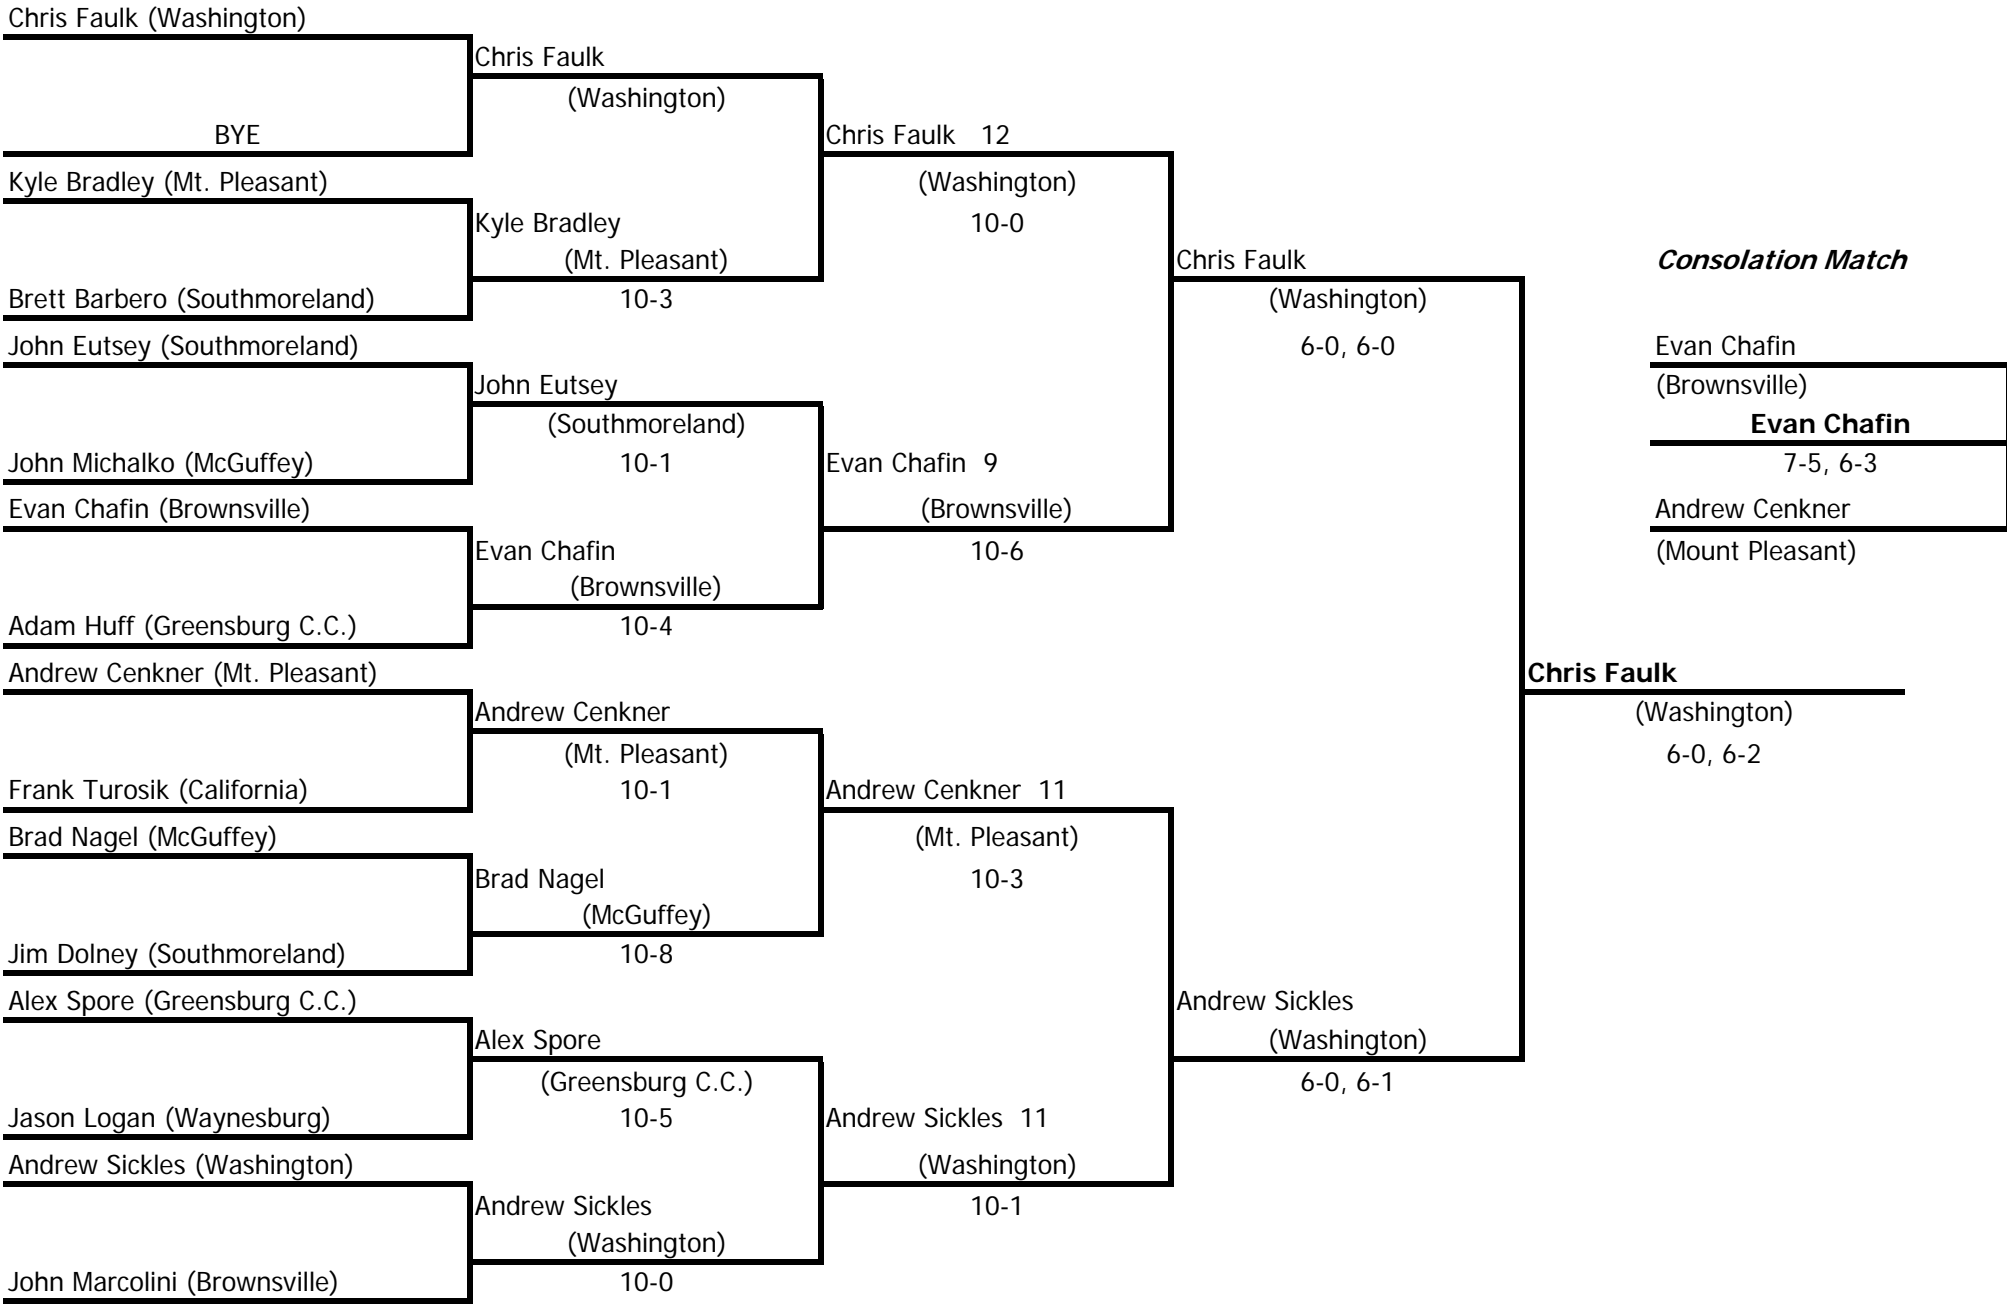 Chris Faulk (Washington)
Chris Faulk
(Washington)
BYE
Chris Faulk 12
Kyle Bradley (Mt. Pleasant)
(Washington)
Kyle Bradley
10-0
(Mt. Pleasant)
Chris Faulk
Consolation Match
Brett Barbero (Southmoreland)
10-3
(Washington)
John Eutsey (Southmoreland)
6-0, 6-0
Evan Chafin
John Eutsey
(Brownsville)
(Southmoreland)
Evan Chafin
John Michalko (McGuffey)
10-1
Evan Chafin 9
7-5, 6-3
Evan Chafin (Brownsville)
(Brownsville)
Andrew Cenkner
Evan Chafin
10-6
(Mount Pleasant)
(Brownsville)
Adam Huff (Greensburg C.C.)
10-4
Andrew Cenkner (Mt. Pleasant)
Chris Faulk
Andrew Cenkner
(Washington)
(Mt. Pleasant)
6-0, 6-2
Frank Turosik (California)
10-1
Andrew Cenkner 11
Brad Nagel (McGuffey)
(Mt. Pleasant)
Brad Nagel
10-3
(McGuffey)
Jim Dolney (Southmoreland)
10-8
Alex Spore (Greensburg C.C.)
Andrew Sickles
Alex Spore
(Washington)
(Greensburg C.C.)
6-0, 6-1
Jason Logan (Waynesburg)
10-5
Andrew Sickles 11
Andrew Sickles (Washington)
(Washington)
Andrew Sickles
10-1
(Washington)
John Marcolini (Brownsville)
10-0